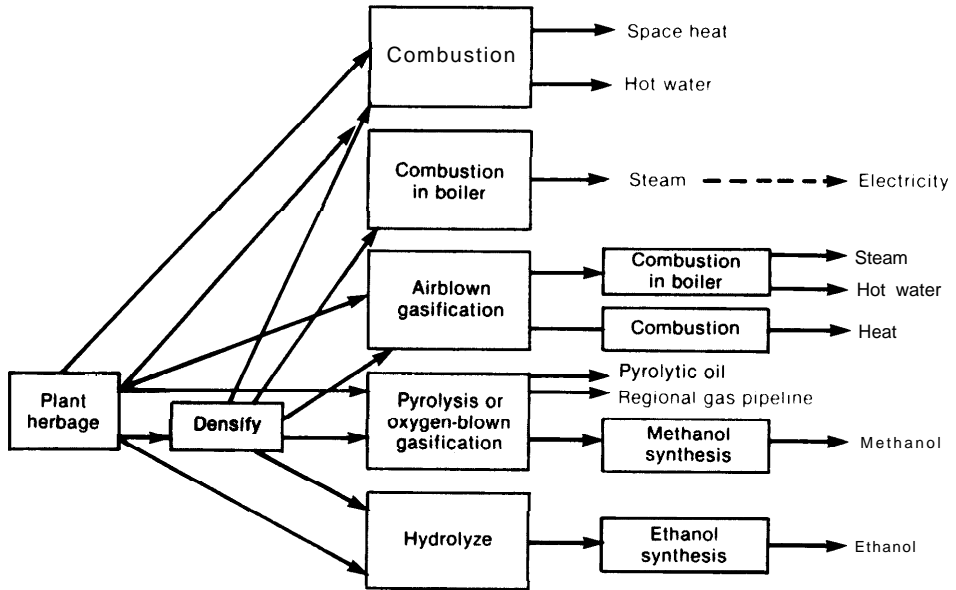 Plant
herbage
Densify
Combustion
Space heat
Hot water
Combustion
in boiler
Steam
Electricity
Airblown
gasification
Combustion
in boiler
Steam
Hot water
Combustion
Heat
Pyrolysis or
oxygen-blown
gasification
Pyrolytic oil
Regional gas pipeline
Methanol
synthesis
Methanol
Hydrolyze
Ethanol
synthesis
Ethanol